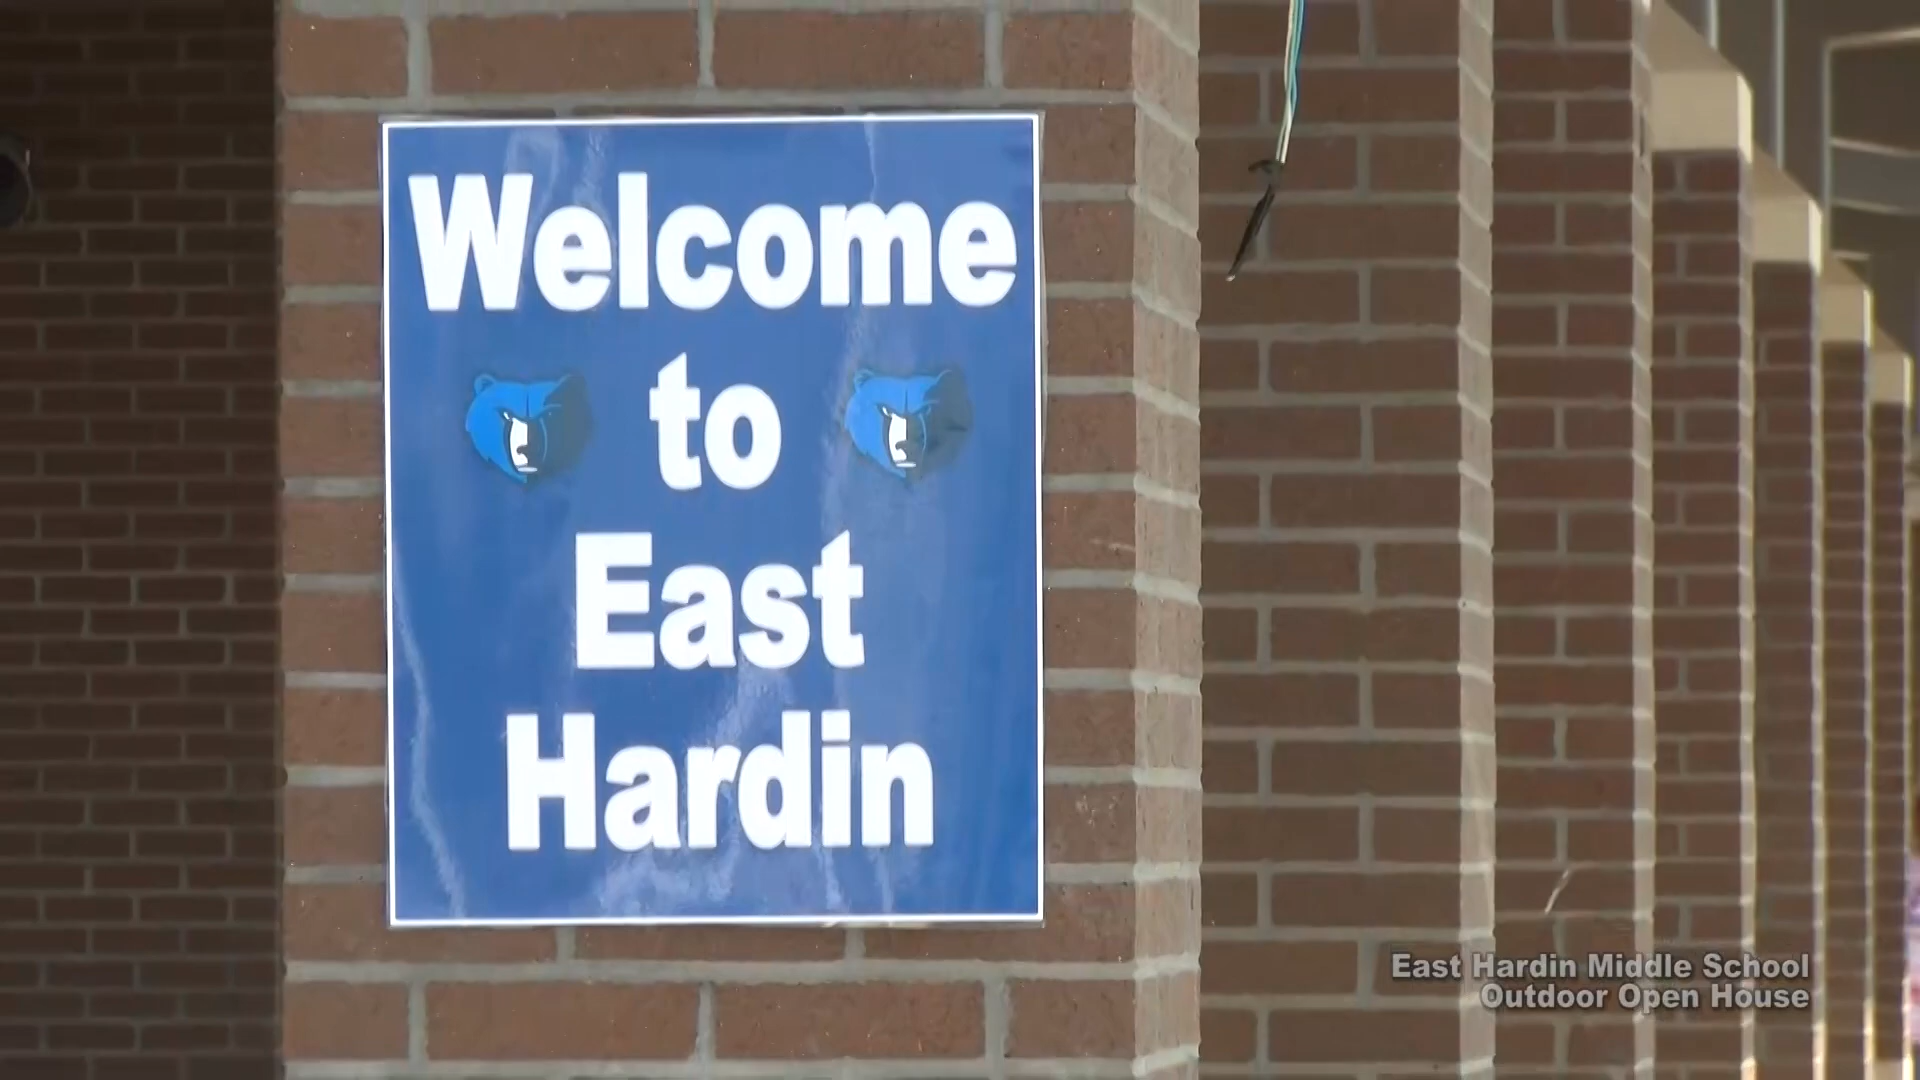 Welcome
to
East
Hardin
East Hardin Middle School
Outdoor Open House